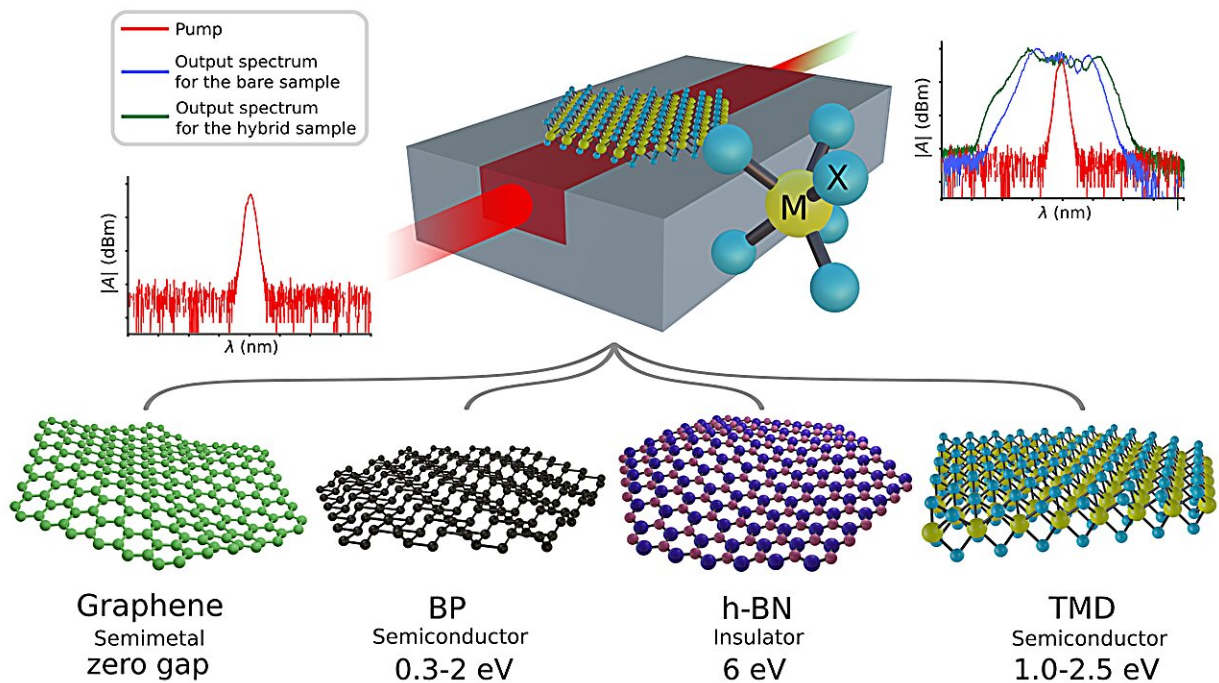 Pump
Output spectrum
for the bare sample
Output spectrum
for the hybrid sample
|A| (dBm)
λ (nm)
|A| (dBm)
λ (nm)
M
X
Graphene
Semimetal
zero gap
BP
Semiconductor
0.3-2 eV
h-BN
Insulator
6 eV
TMD
Semiconductor
1.0-2.5 eV